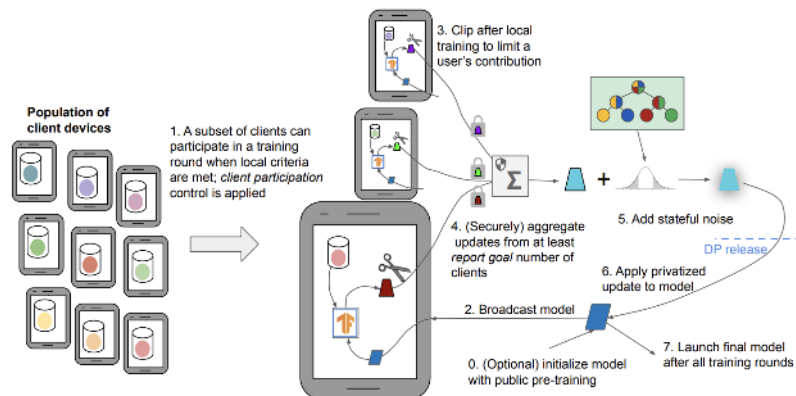 Population of
client devices
1. A subset of clients can
participate in a training
round when local criteria
are met; client participation
control is applied
3. Clip after local
training to limit a
user's contribution
Σ
+
4. (Securely) aggregate
updates from at least
report goal number of
clients
5. Add stateful noise
DP release
6. Apply privatized
update to model
2. Broadcast model
0. (Optional) initialize model
with public pre-training
7. Launch final model
after all training rounds